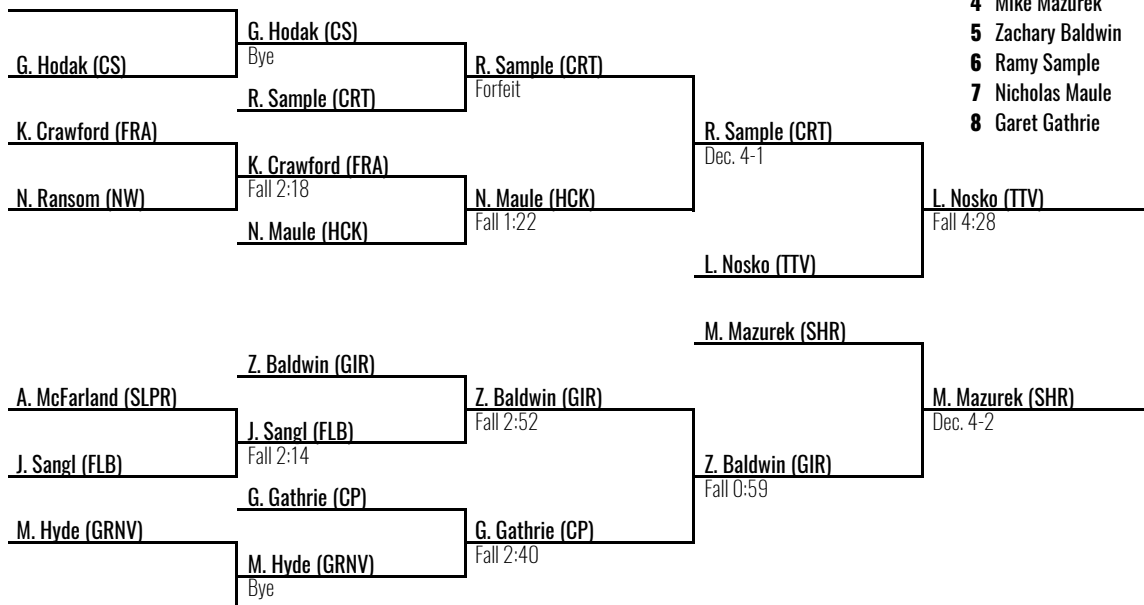 G. Hodak (CS)
K. Crawford (FRA)
N. Ransom (NW)
A. McFarland (SLPR)
J. Sangl (FLB)
M. Hyde (GRNV)
G. Hodak (CS)
Bye
R. Sample (CRT)
K. Crawford (FRA)
Fall 2:18
N. Maule (HCK)
Z. Baldwin (GIR)
J. Sangl (FLB)
Fall 2:14
G. Gathrie (CP)
M. Hyde (GRNV)
Bye
R. Sample (CRT)
Forfeit
N. Maule (HCK)
Fall 1:22
Z. Baldwin (GIR)
Fall 2:52
G. Gathrie (CP)
Fall 2:40
R. Sample (CRT)
Dec. 4-1
L. Nosko (TTV)
M. Mazurek (SHR)
Z. Baldwin (GIR)
Fall 0:59
L. Nosko (TTV)
Fall 4:28
M. Mazurek (SHR)
Dec. 4-2
4 Mike Mazurek
5 Zachary Baldwin
6 Ramy Sample
7 Nicholas Maule
8 Garet Gathrie